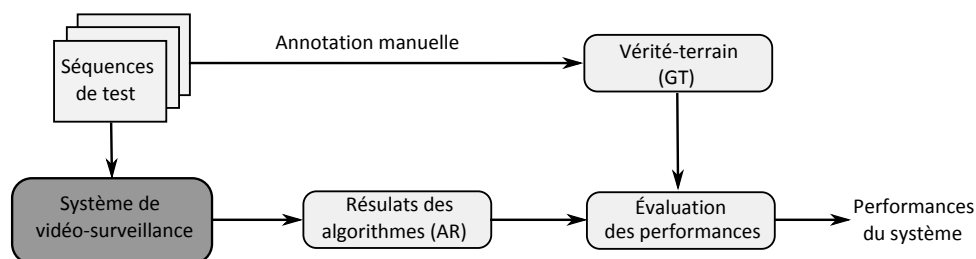 Annotation manuelle
Séquences
de test
Vérité-terrain
(GT)
Système de
vidéo-surveillance
Résulats des
algorithmes (AR)
Évaluation
des performances
Performances
du système